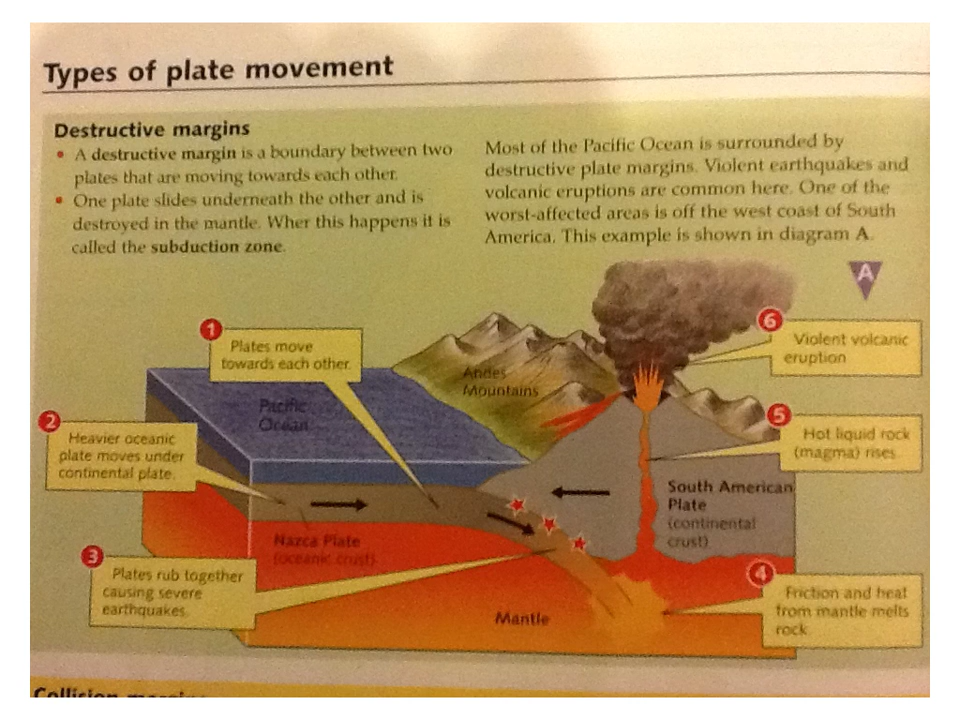 Types of plate movement
Destructive margins
• A destructive margin is a boundary between two
plates that are moving towards each other.
• One plate slides underneath the other and is
destroyed in the mantle. Wher this happens it is
called the subduction zone.
Most of the Pacific Ocean is surrounded by
destructive plate margins. Violent earthquakes and
volcanic eruptions are common here. One of the
worst-affected areas is off the west coast of South
America. This example is shown in diagram A.
A
1
Plates move
towards each other.
2
Heavier oceanic
plate moves under
continental plate.
3
Plates rub together
causing severe
earthquakes.
4
Friction and heat
from mantle melts
rock.
5
Hot liquid rock
(magma) rises.
6
Violent volcanic
eruption
Andes
Mountains
Pacific
Ocean
Nazca Plate
(oceanic crust)
South American
Plate
(continental
crust)
Mantle
Collision